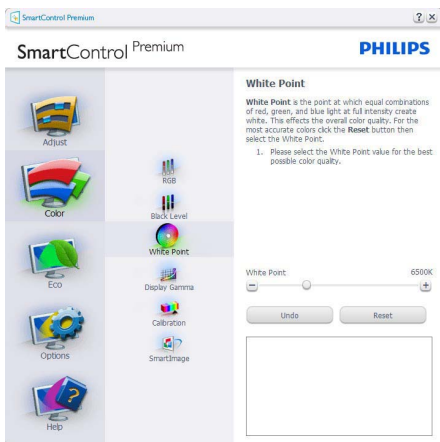 SmartControl Premium
? ×
SmartControl Premium
PHILIPS
Adjust
Color
Eco
Options
Help
RGB
Black Level
White Point
Display Gamma
Calibration
SmartImage
White Point
White Point is the point at which equal combinations
of red, green, and blue light at full intensity create
white. This effects the overall color quality. For the
most accurate colors click the Reset button then
select the White Point.
1. Please select the White Point value for the best
possible color quality.
White Point 6500K
− +
Undo Reset